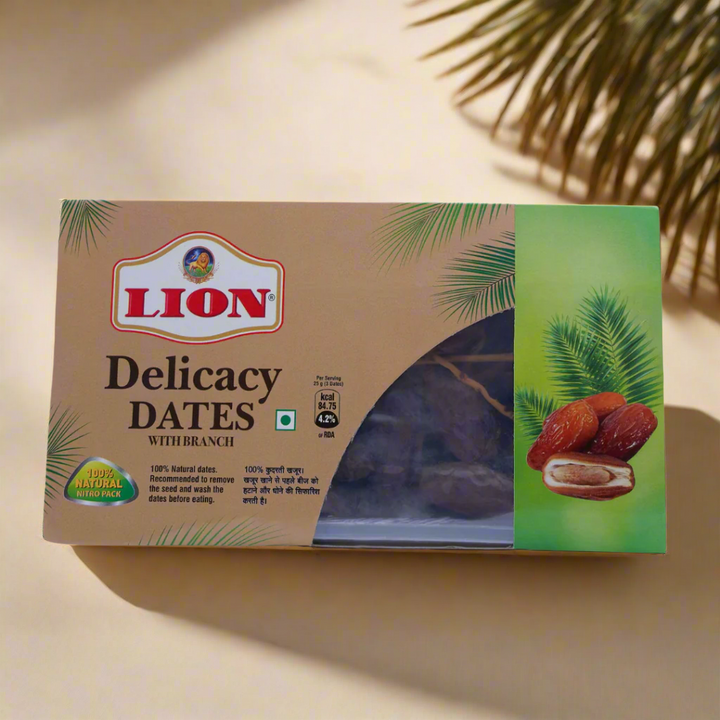 LION®
Delicacy
DATES
WITH BRANCH
Per Serving
25 g (3 Dates)
kcal
84.75
4.2%
OF RDA
100%
NATURAL
NITRO PACK
100% Natural dates.
Recommended to remove
the seed and wash the
dates before eating.
100% कुदरती खजूर।
खजूर खाने से पहले बीज को
हटाने और धोने की सिफारिश
करती है।